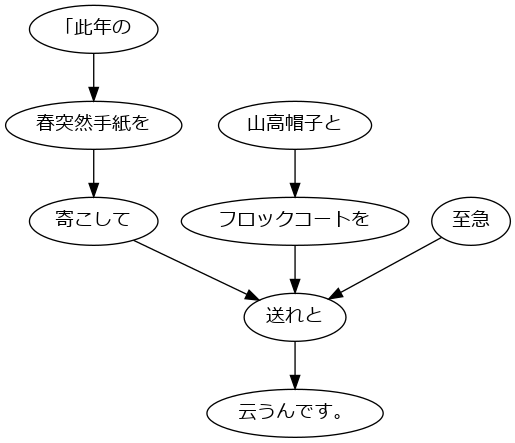 「此年の
春突然手紙を
山高帽子と
寄こして
フロックコートを
至急
送れと
云うんです。